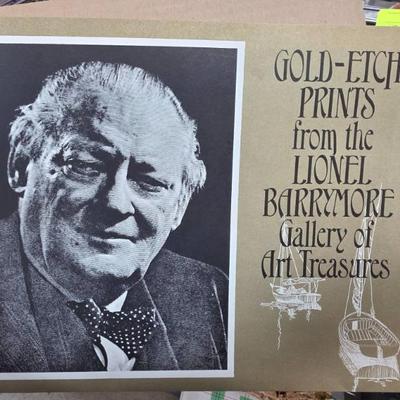 GOLD-ETCH
PRINTS
from the
LIONEL
BARRYMORE
Gallery of
Art Treasures